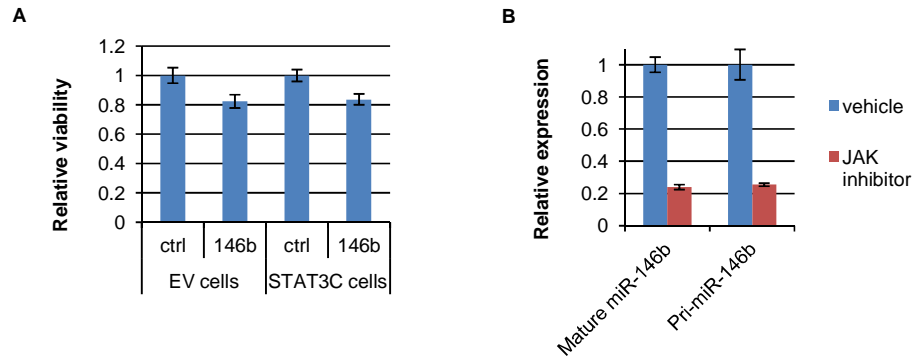 A
Relative viability
1.2
1
0.8
0.6
0.4
0.2
0
ctrl
146b
ctrl
146b
EV cells
STAT3C cells
B
Relative expression
1
0.8
0.6
0.4
0.2
0
Mature miR-146b
Pri-miR-146b
vehicle
JAK
inhibitor